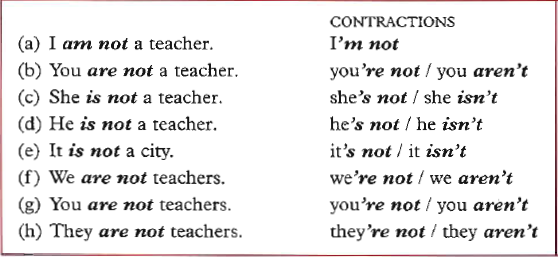 CONTRACTIONS
(a) I am not a teacher. I'm not
(b) You are not a teacher. you're not / you aren't
(c) She is not a teacher. she's not / she isn't
(d) He is not a teacher. he's not / he isn't
(e) It is not a city. it's not / it isn't
(f) We are not teachers. we're not / we aren't
(g) You are not teachers. you're not / you aren't
(h) They are not teachers. they're not / they aren't